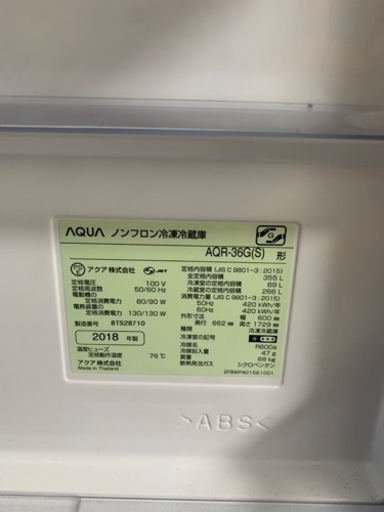 AQUA ノンフロン冷凍冷蔵庫
AQR-36G(S) 形
アクア株式会社 JET
定格電圧 100 V
定格周波数 50/60 Hz
電動機の
定格消費電力 80/90 W
電熱装置の
定格消費電力 130/130 W
製造番号 BTS28710
2018 年製
温度ヒューズ
定格動作温度 76℃
アクア株式会社
Made in Thailand
定格内容積 (JIS C 9801-3 : 2015)
全定格内容積 355 L
冷凍室の定格内容積 89 L
冷蔵室の定格内容積 266 L
消費電力量 (JIS C 9801-3 : 2015)
50Hz 420 kWh/年
60Hz 420 kWh/年
外形寸法 幅 600 mm
奥行 662 mm 高さ 1729 mm
種類 冷凍冷蔵庫
冷凍室の記号
冷媒名 R600a
冷媒封入量 47 g
質量 68 kg
断熱発泡ガス シクロペンタン
2FB6P401561001
>ABS<